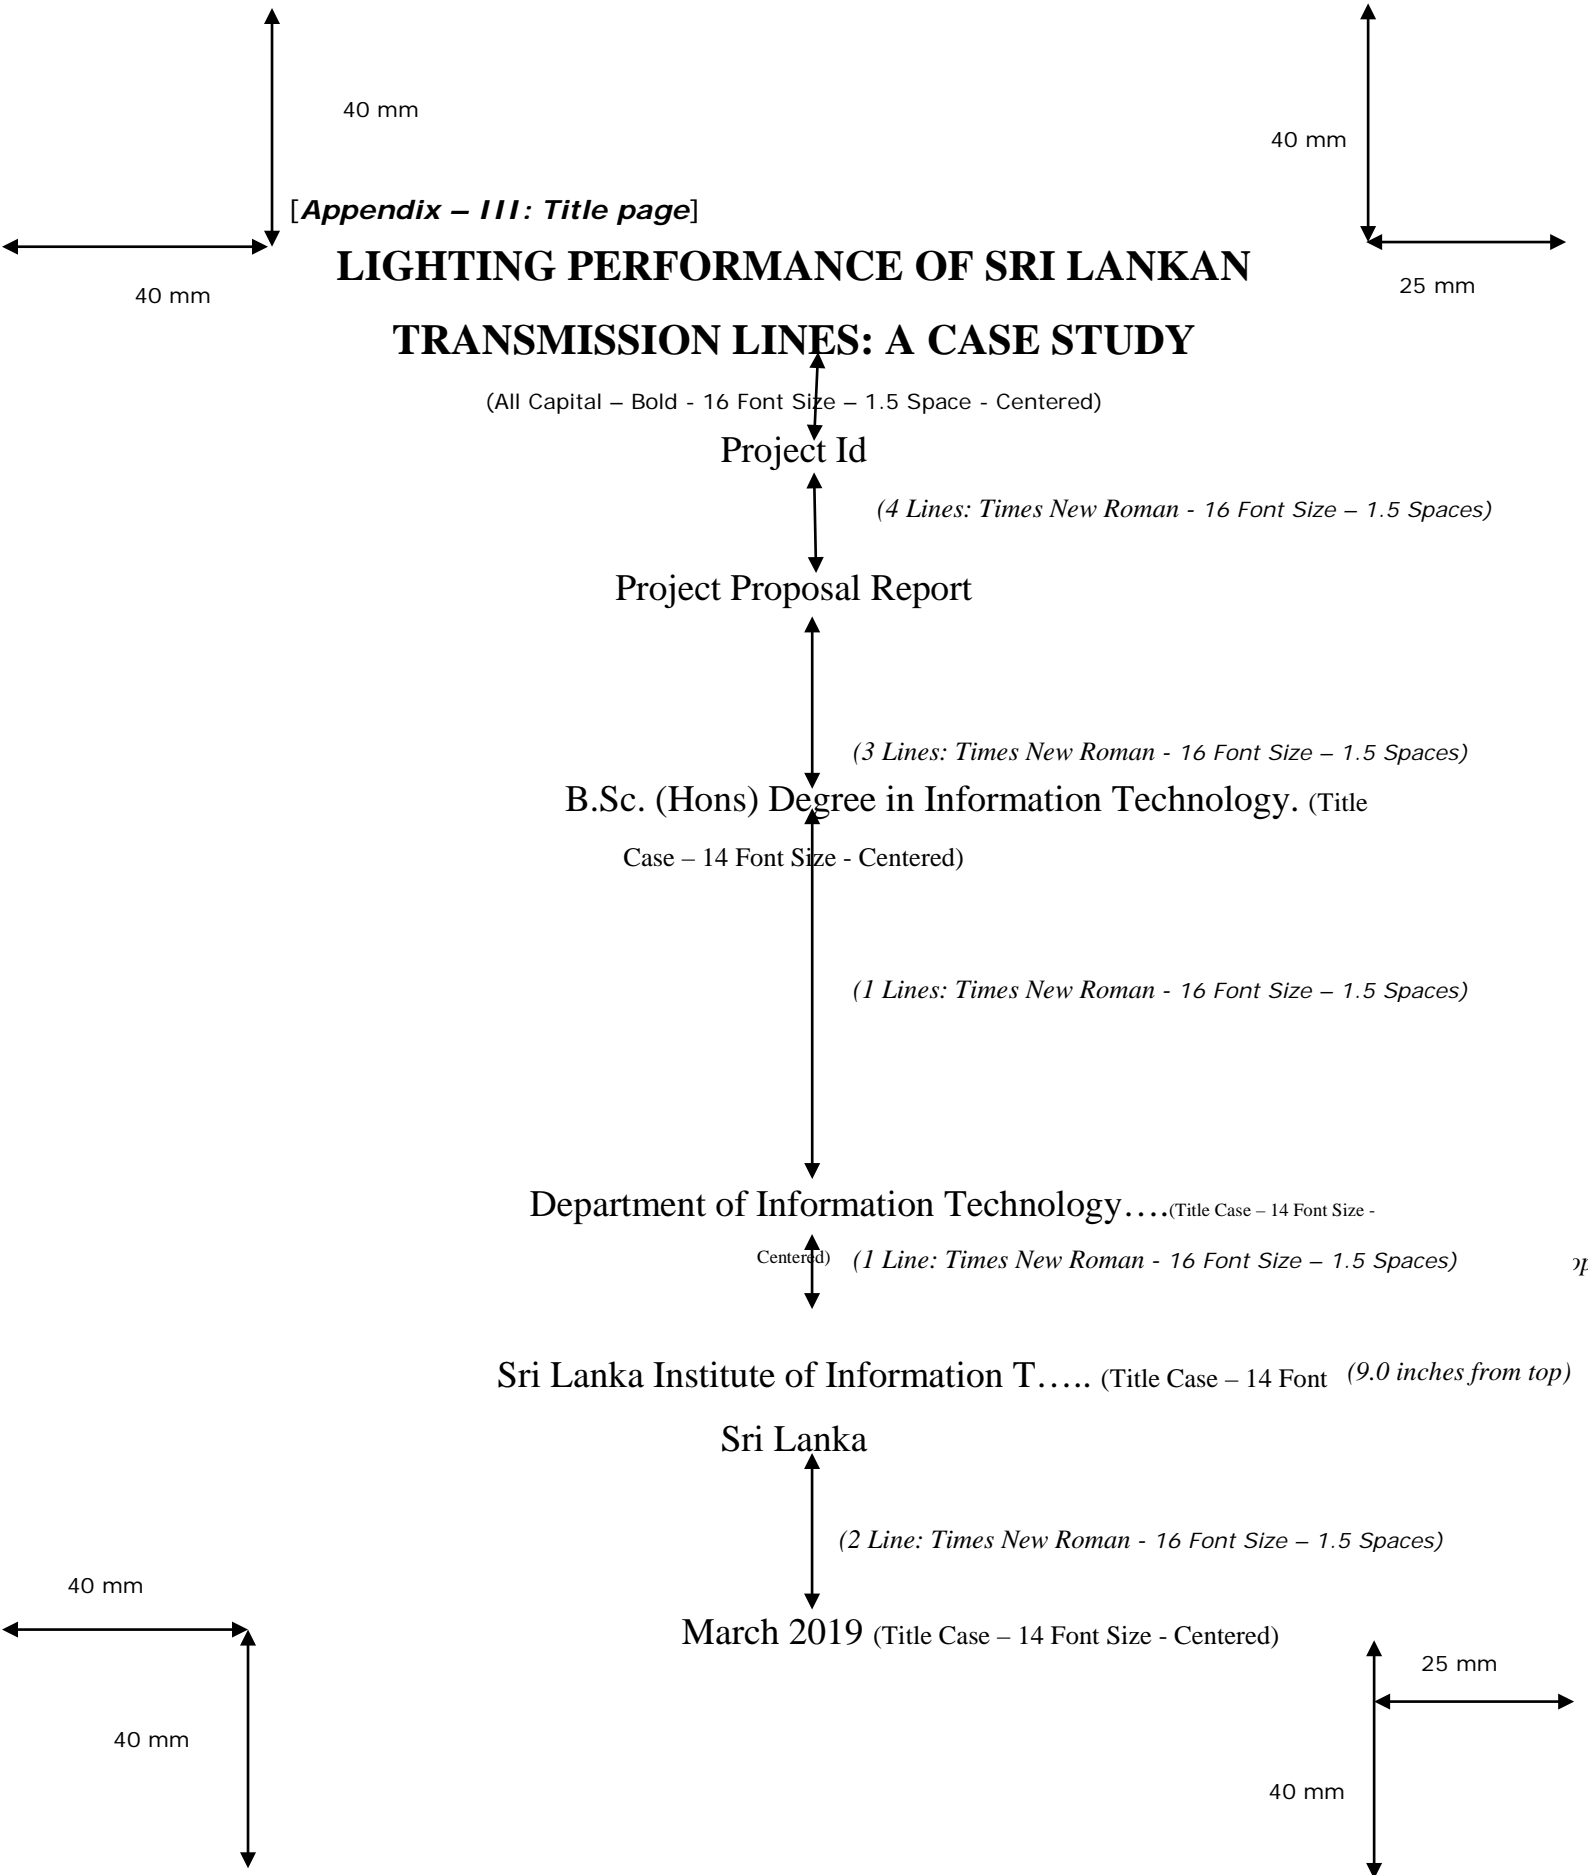 40 mm
40 mm
[Appendix – III: Title page]
LIGHTING PERFORMANCE OF SRI LANKAN
40 mm
25 mm
TRANSMISSION LINES: A CASE STUDY
(All Capital – Bold - 16 Font Size – 1.5 Space - Centered)
Project Id
(4 Lines: Times New Roman - 16 Font Size – 1.5 Spaces)
Project Proposal Report
(3 Lines: Times New Roman - 16 Font Size – 1.5 Spaces)
B.Sc. (Hons) Degree in Information Technology. (Title
Case – 14 Font Size - Centered)
(1 Lines: Times New Roman - 16 Font Size – 1.5 Spaces)
Department of Information Technology….(Title Case – 14 Font Size -
Centered) (1 Line: Times New Roman - 16 Font Size – 1.5 Spaces)
Sri Lanka Institute of Information T….. (Title Case – 14 Font (9.0 inches from top)
Sri Lanka
(2 Line: Times New Roman - 16 Font Size – 1.5 Spaces)
40 mm
March 2019 (Title Case – 14 Font Size - Centered)
25 mm
40 mm
40 mm